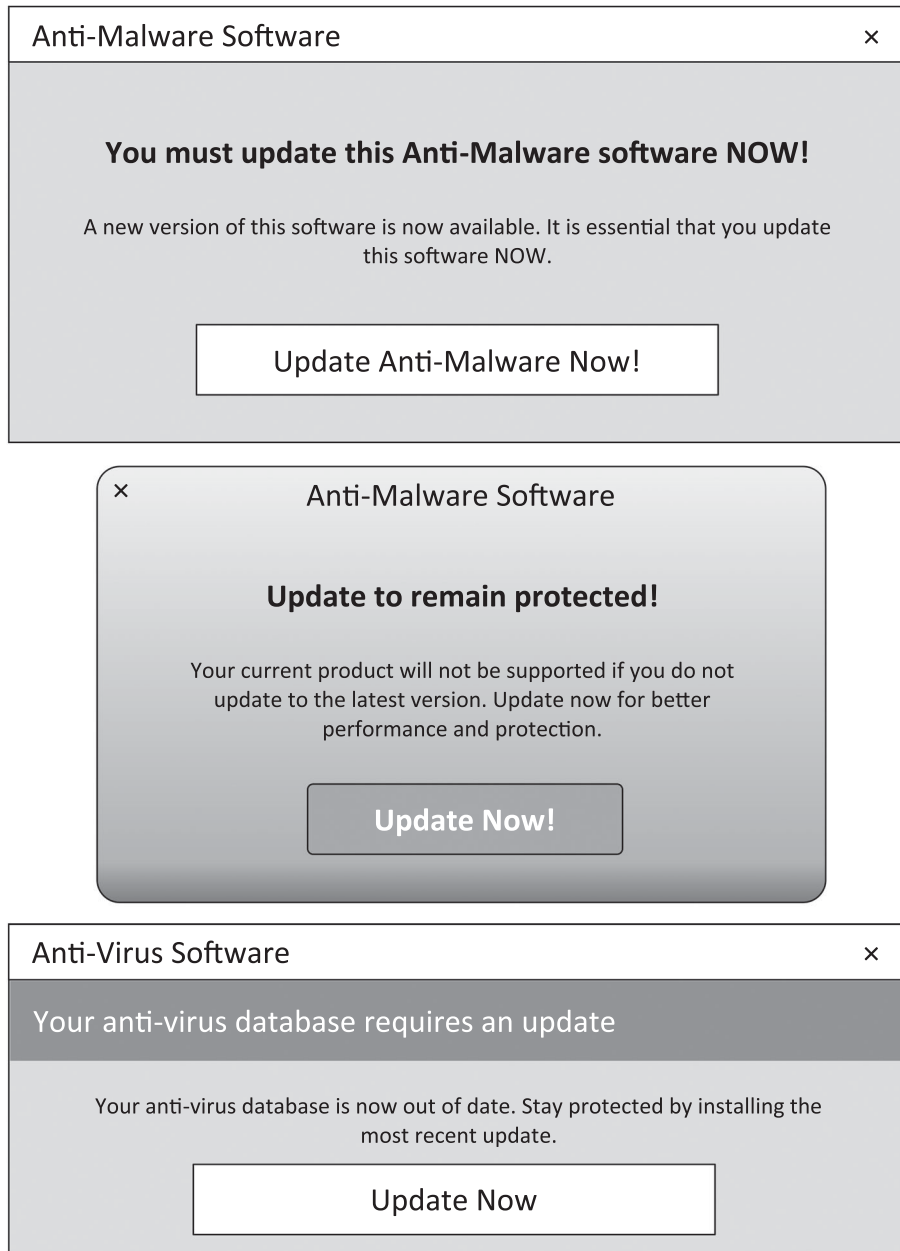 Anti-Malware Software ×
You must update this Anti-Malware software NOW!
A new version of this software is now available. It is essential that you update
this software NOW.
Update Anti-Malware Now!
× Anti-Malware Software
Update to remain protected!
Your current product will not be supported if you do not
update to the latest version. Update now for better
performance and protection.
Update Now!
Anti-Virus Software ×
Your anti-virus database requires an update
Your anti-virus database is now out of date. Stay protected by installing the
most recent update.
Update Now